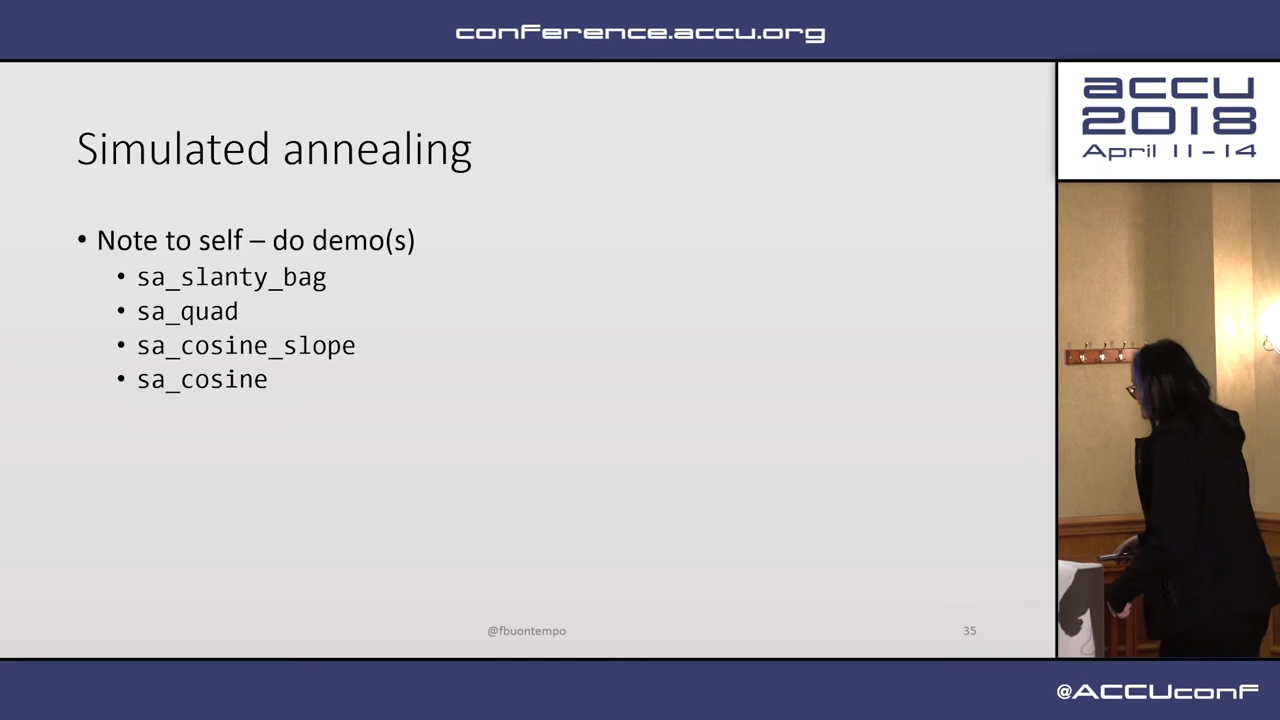 conference.accu.org
accu
2018
April 11-14
Simulated annealing
• Note to self – do demo(s)
• sa_slanty_bag
• sa_quad
• sa_cosine_slope
• sa_cosine
@fbuontempo
35
@ACCUconf